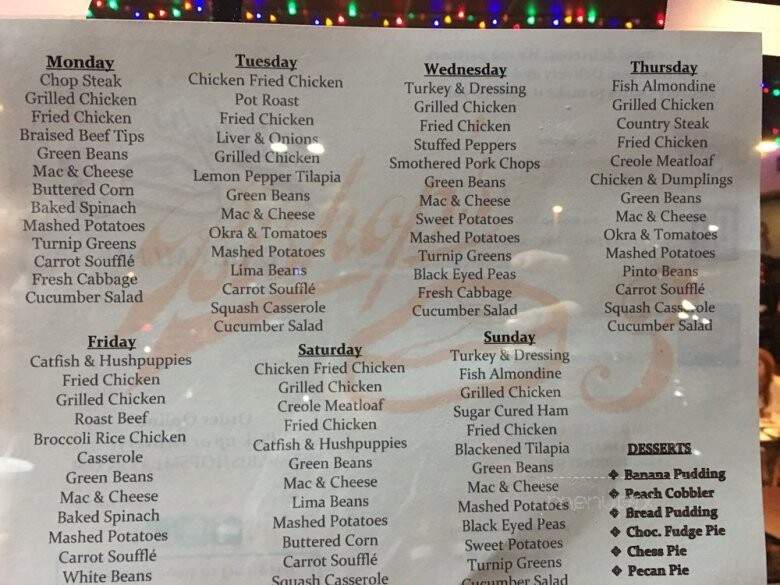 Monday
Chop Steak
Grilled Chicken
Fried Chicken
Braised Beef Tips
Green Beans
Mac & Cheese
Buttered Corn
Baked Spinach
Mashed Potatoes
Turnip Greens
Carrot Soufflé
Fresh Cabbage
Cucumber Salad
Tuesday
Chicken Fried Chicken
Pot Roast
Fried Chicken
Liver & Onions
Grilled Chicken
Lemon Pepper Tilapia
Green Beans
Mac & Cheese
Okra & Tomatoes
Mashed Potatoes
Lima Beans
Carrot Soufflé
Squash Casserole
Cucumber Salad
Wednesday
Turkey & Dressing
Grilled Chicken
Fried Chicken
Stuffed Peppers
Smothered Pork Chops
Green Beans
Mac & Cheese
Sweet Potatoes
Mashed Potatoes
Turnip Greens
Black Eyed Peas
Fresh Cabbage
Cucumber Salad
Thursday
Fish Almondine
Grilled Chicken
Country Steak
Fried Chicken
Creole Meatloaf
Chicken & Dumplings
Green Beans
Mac & Cheese
Okra & Tomatoes
Mashed Potatoes
Pinto Beans
Carrot Soufflé
Squash Casserole
Cucumber Salad
Friday
Catfish & Hushpuppies
Fried Chicken
Grilled Chicken
Roast Beef
Broccoli Rice Chicken
Casserole
Green Beans
Mac & Cheese
Baked Spinach
Mashed Potatoes
Carrot Soufflé
White Beans
Saturday
Chicken Fried Chicken
Grilled Chicken
Creole Meatloaf
Fried Chicken
Catfish & Hushpuppies
Green Beans
Mac & Cheese
Lima Beans
Mashed Potatoes
Buttered Corn
Carrot Soufflé
Squash Casserole
Sunday
Turkey & Dressing
Fish Almondine
Grilled Chicken
Sugar Cured Ham
Fried Chicken
Blackened Tilapia
Green Beans
Mac & Cheese
Mashed Potatoes
Black Eyed Peas
Sweet Potatoes
Turnip Greens
Cucumber Salad
DESSERTS
❖ Banana Pudding
❖ Peach Cobbler
❖ Bread Pudding
❖ Choc. Fudge Pie
❖ Chess Pie
❖ Pecan Pie